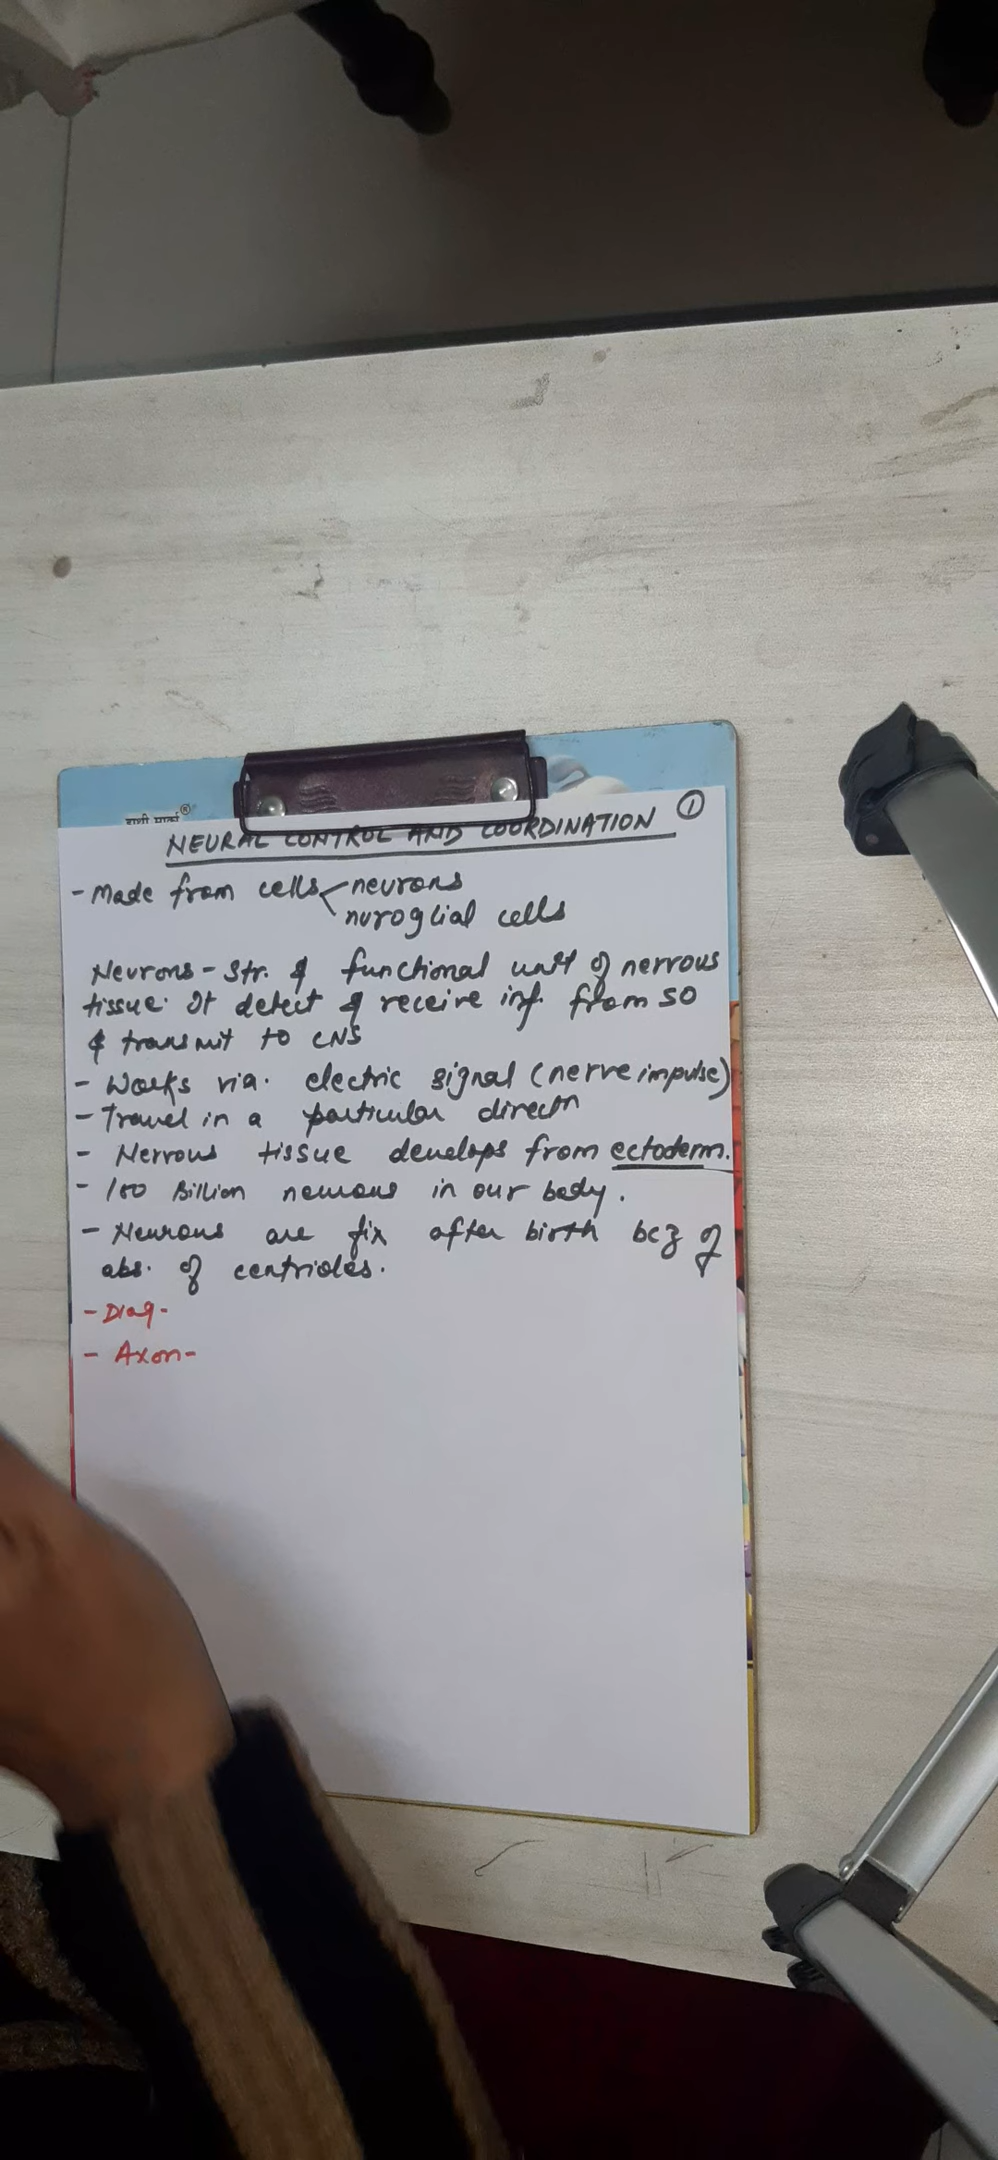 हाथी मार्का®
NEURAL CONTROL AND COORDINATION ①
- Made from cells neurons
nuroglial cells
Neurons - Str. & functional unit of nervous
tissue. It detect & receive inf. from SO
& transmit to CNS
- Works via. electric signal (nerve impulse)
- Travel in a particular directn
- Nervous tissue develops from ectoderm.
- 100 Billion neurons in our body.
- Neurons are fix after birth bcz of
abs. of centrioles.
- Diag -
- Axon -